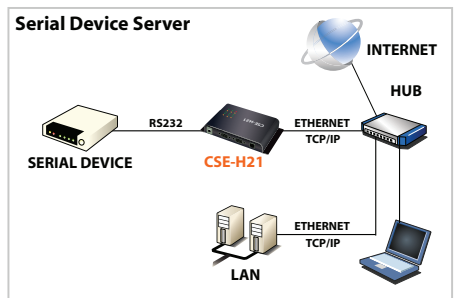 Serial Device Server
INTERNET
HUB
RS232
ETHERNET
TCP/IP
SERIAL DEVICE
CSE-H21
ETHERNET
TCP/IP
LAN